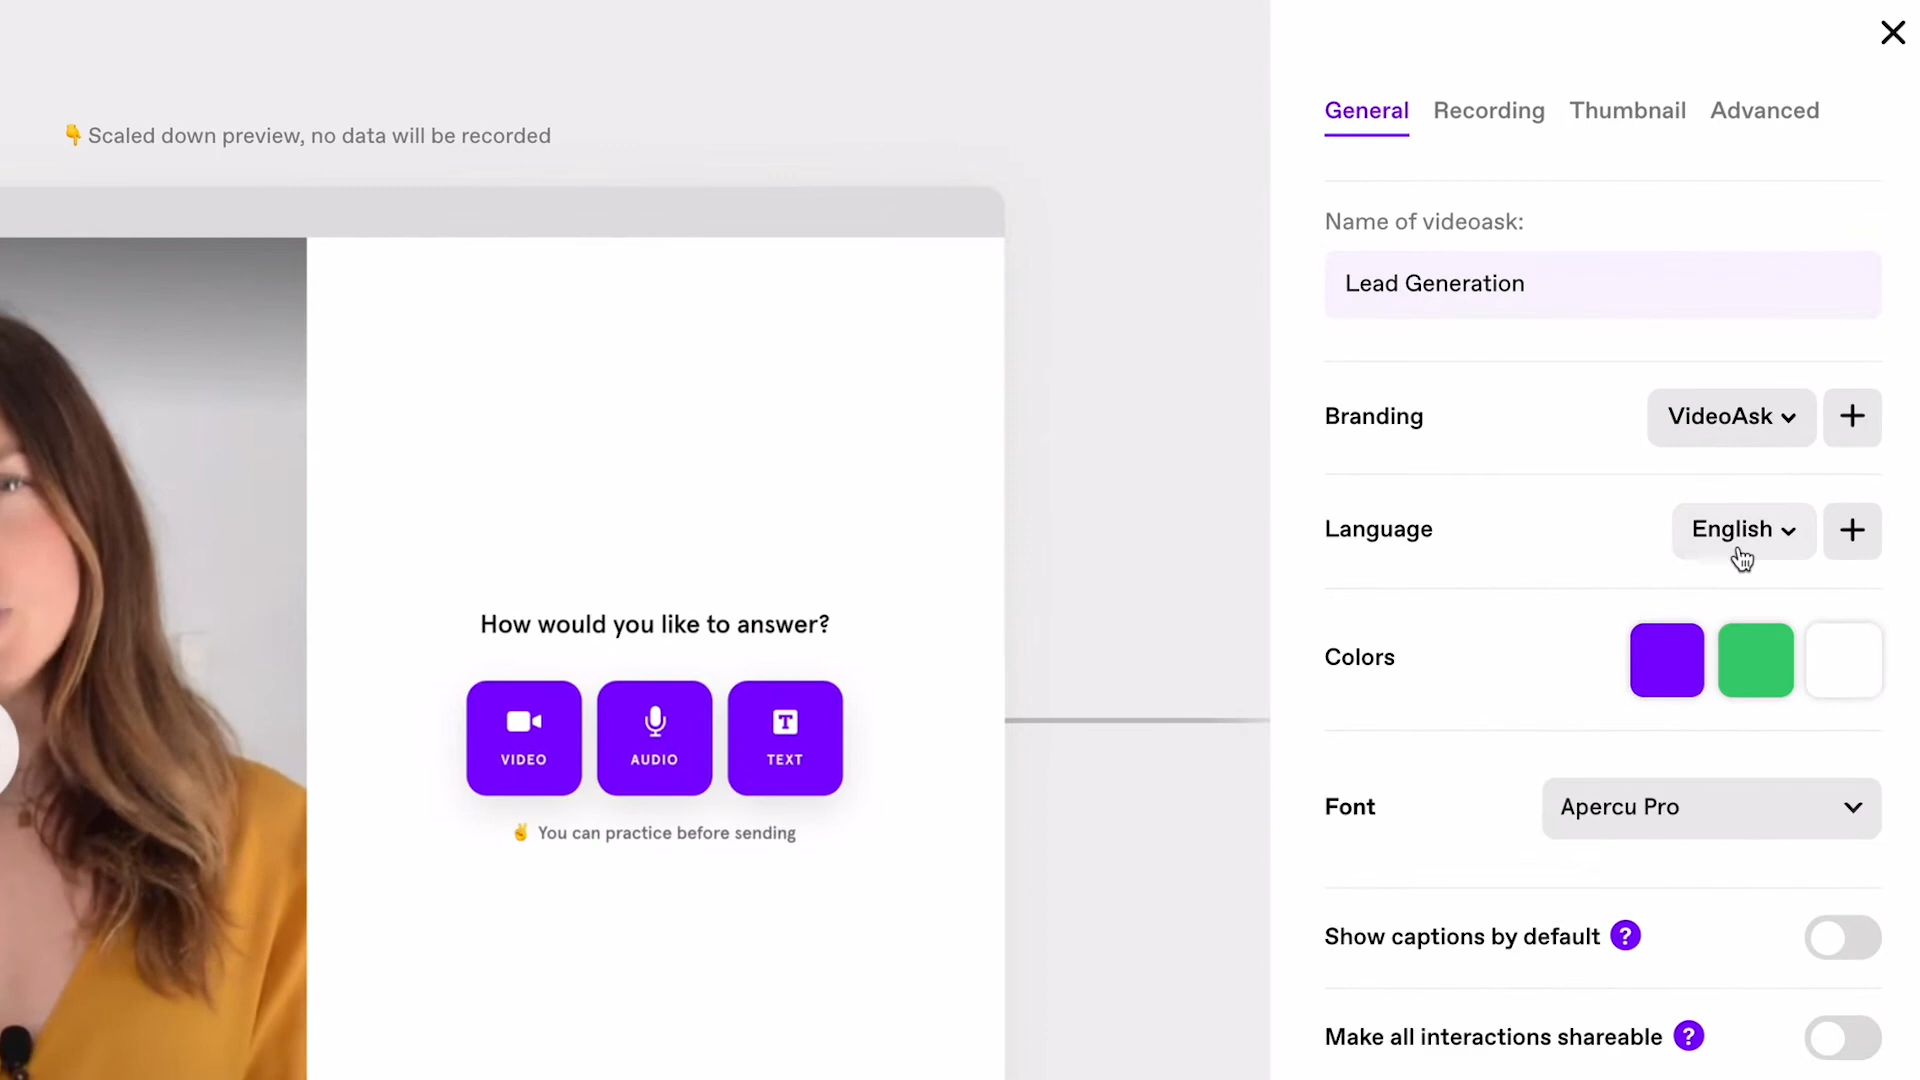 👇 Scaled down preview, no data will be recorded
How would you like to answer?
VIDEO
AUDIO
TEXT
✌️ You can practice before sending
General Recording Thumbnail Advanced
Name of videoask:
Lead Generation
Branding VideoAsk
Language English
Colors
Font Apercu Pro
Show captions by default ?
Make all interactions shareable ?